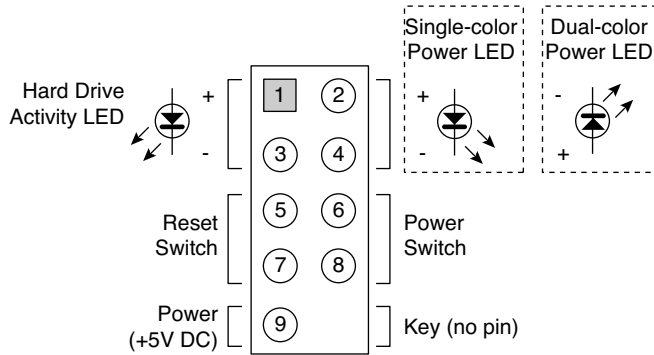 Single-color
Power LED
Dual-color
Power LED
Hard Drive
Activity LED
+
-
1
2
+
-
-
+
3
4
Reset
Switch
5
6
Power
Switch
7
8
Power
(+5V DC)
9
Key (no pin)